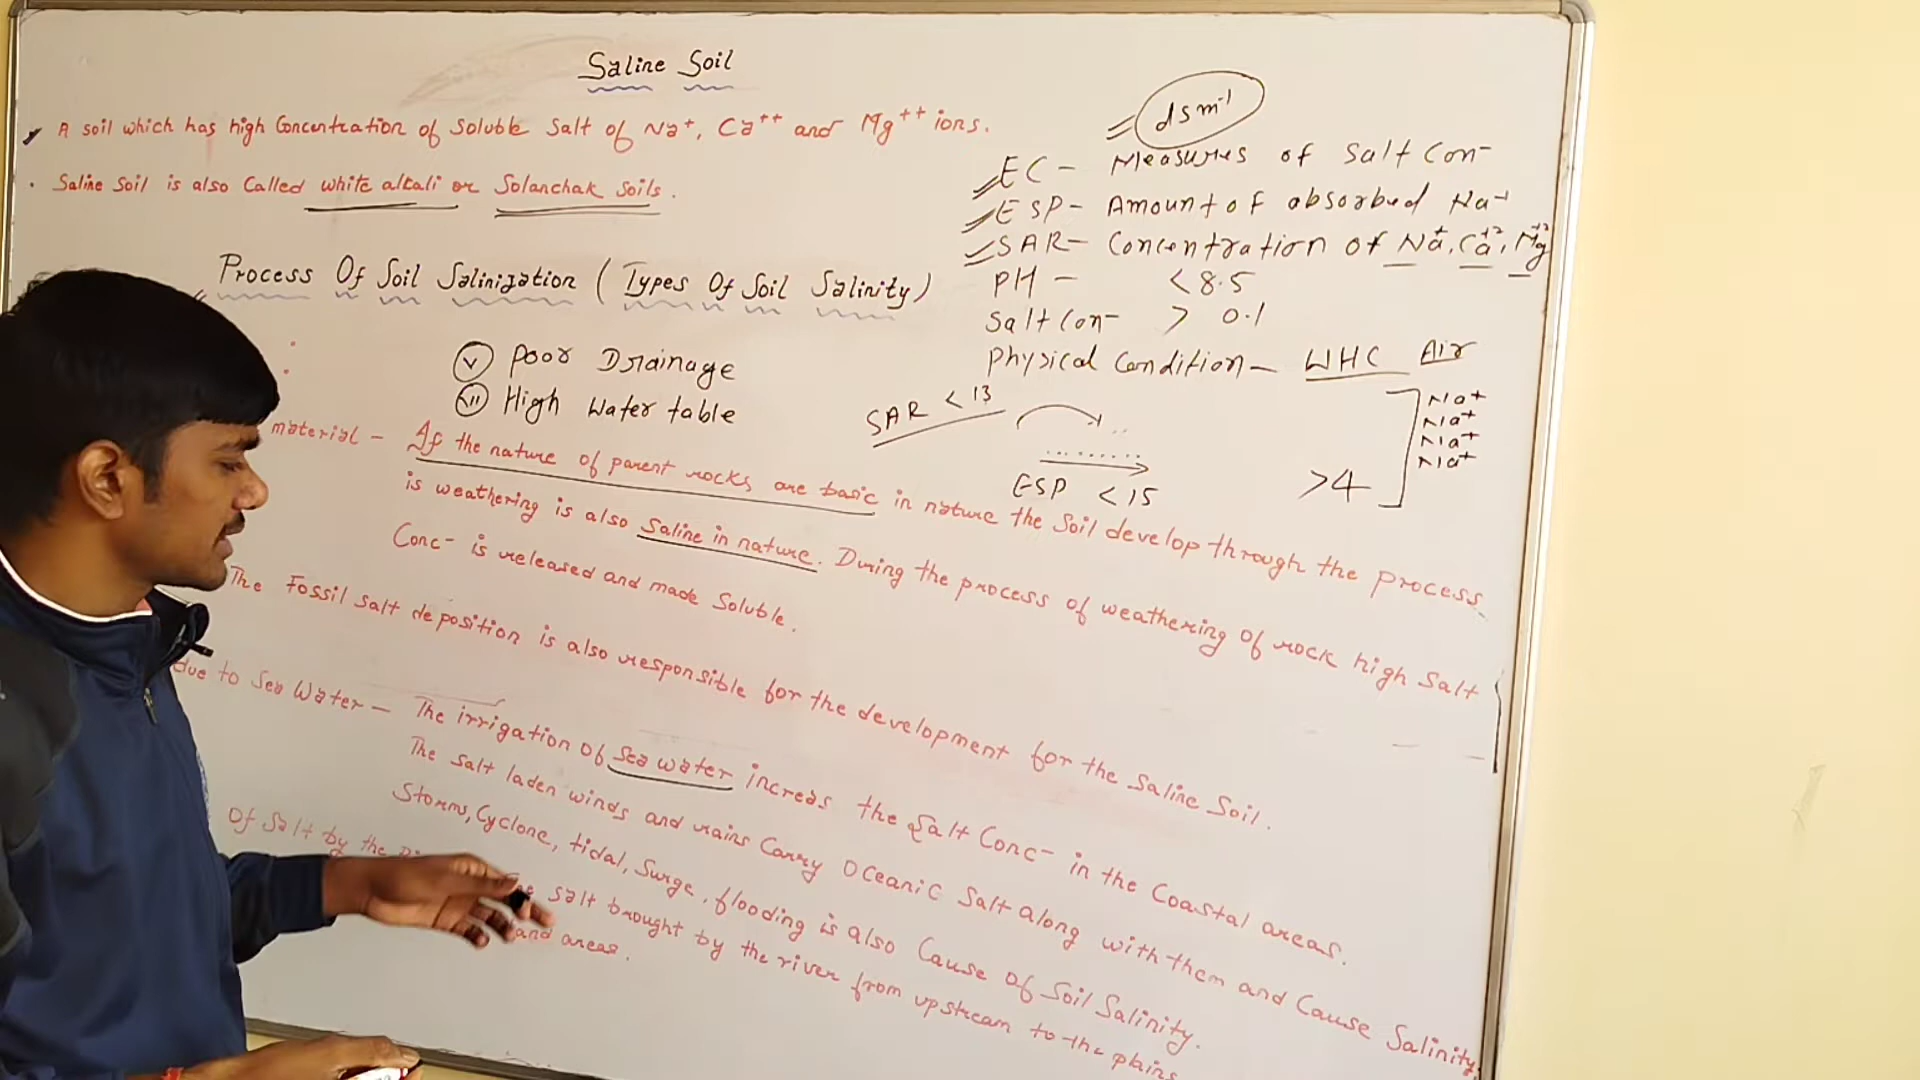 Saline Soil
A soil which has high Concentration of Soluble Salt of Na+, Ca++ and Mg++ ions.
Saline Soil is also Called white alkali or Solanchak Soils.
Process Of Soil Salinization (Types Of Soil Salinity)
v Poor Drainage
High Water table
material - If the nature of parent rocks are basic in nature the Soil develop through the process
is weathering is also Saline in nature. During the process of weathering of rock high Salt
Conc- is released and made Soluble.
The Fossil Salt deposition is also responsible for the development for the Saline Soil.
due to Sea Water - The irrigation of Sea water increas the Salt Conc- in the Coastal areas.
The Salt laden winds and rains Carry Oceanic Salt along with them and Cause Salinity.
Storms, Cyclone, tidal, Surge, flooding is also Cause of Soil Salinity.
Of Salt by the
Salt brought by the river from upstream to the plains
and areas.
dsm-1
EC - Measures of Salt Con-
ESP - Amount of absorbed Na+
SAR - Concentration of Na+, Ca+2, Mg+2
PH - < 8.5
Salt Con- > 0.1
Physical Condition - WHC Air
SAR < 13
ESP < 15
>4
Na+
Na+
Na+
Na+